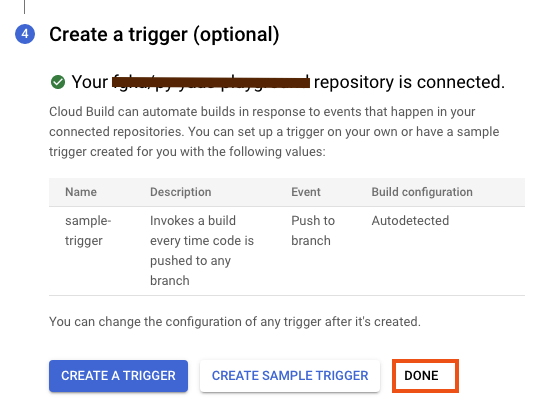 4 Create a trigger (optional)
Your repository is connected.
Cloud Build can automate builds in response to events that happen in your
connected repositories. You can set up a trigger on your own or have a sample
trigger created for you with the following values:
Name Description Event Build configuration
sample- Invokes a build Push to Autodetected
trigger every time code is branch
pushed to any
branch
You can change the configuration of any trigger after it's created.
CREATE A TRIGGER CREATE SAMPLE TRIGGER DONE